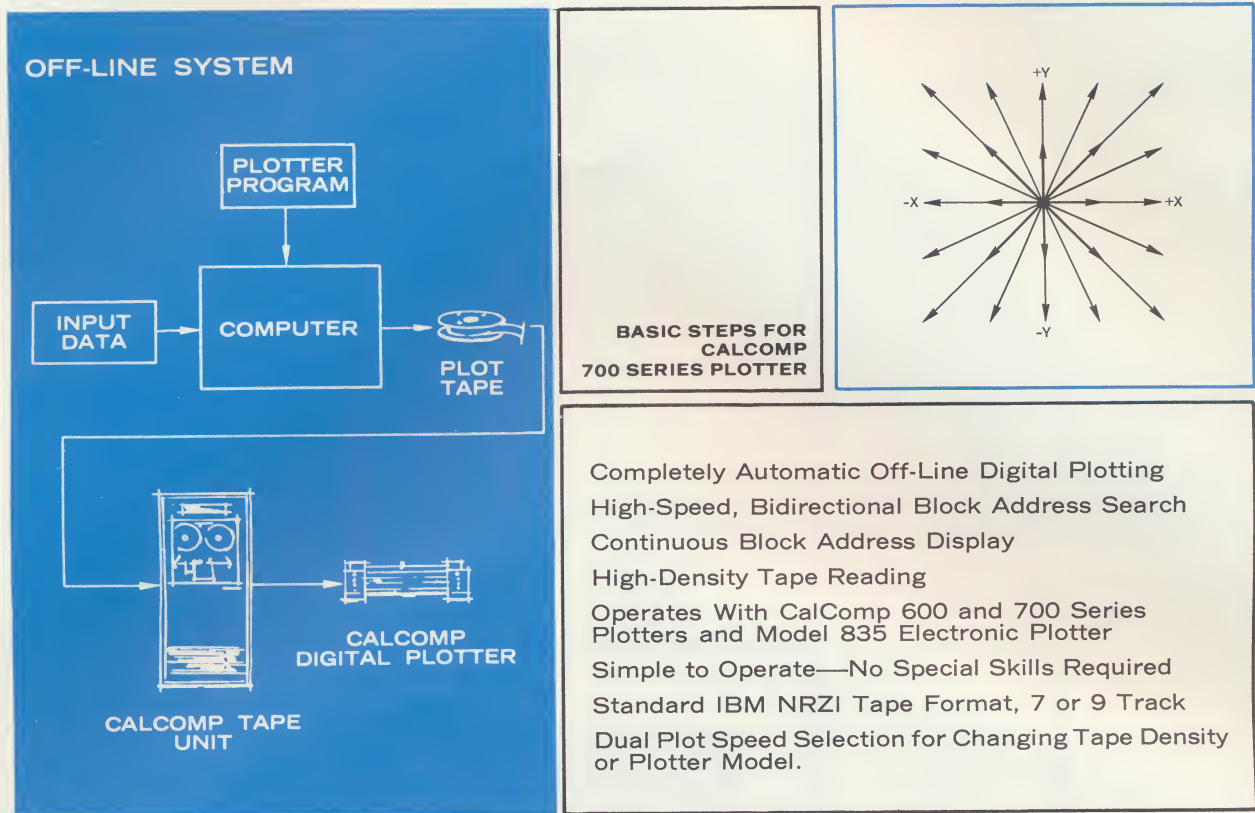 OFF-LINE SYSTEM
PLOTTER
PROGRAM
INPUT
DATA
COMPUTER
PLOT
TAPE
CALCOMP
DIGITAL PLOTTER
CALCOMP TAPE
UNIT
BASIC STEPS FOR
CALCOMP
700 SERIES PLOTTER
+Y
-X
+X
-Y
Completely Automatic Off-Line Digital Plotting
High-Speed, Bidirectional Block Address Search
Continuous Block Address Display
High-Density Tape Reading
Operates With CalComp 600 and 700 Series
Plotters and Model 835 Electronic Plotter
Simple to Operate—No Special Skills Required
Standard IBM NRZI Tape Format, 7 or 9 Track
Dual Plot Speed Selection for Changing Tape Density
or Plotter Model.